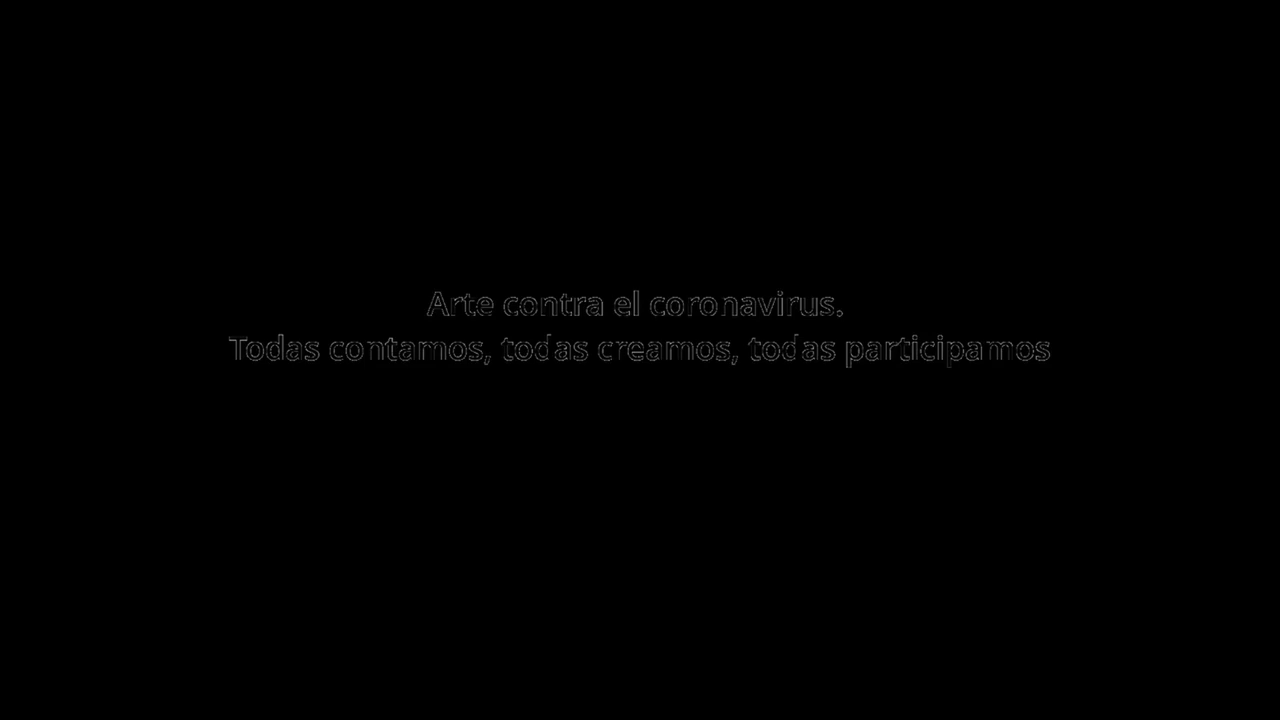 Arte contra el coronavirus.
Todas contamos, todas creamos, todas participamos